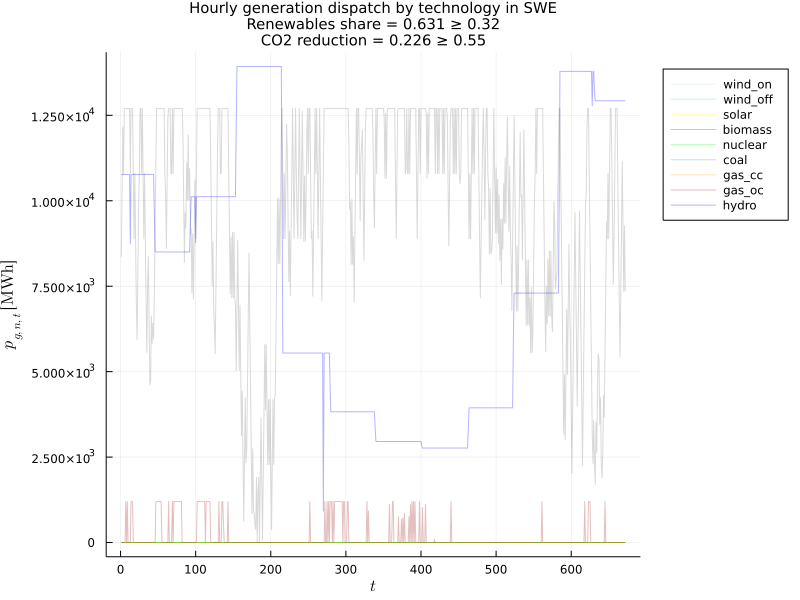 Hourly generation dispatch by technology in SWE
Renewables share = 0.631 ≥ 0.32
CO2 reduction = 0.226 ≥ 0.55
1.250×10⁴
1.000×10⁴
7.500×10³
5.000×10³
2.500×10³
0
p g, n, t [MWh]
0 100 200 300 400 500 600
t
wind_on
wind_off
solar
biomass
nuclear
coal
gas_cc
gas_oc
hydro